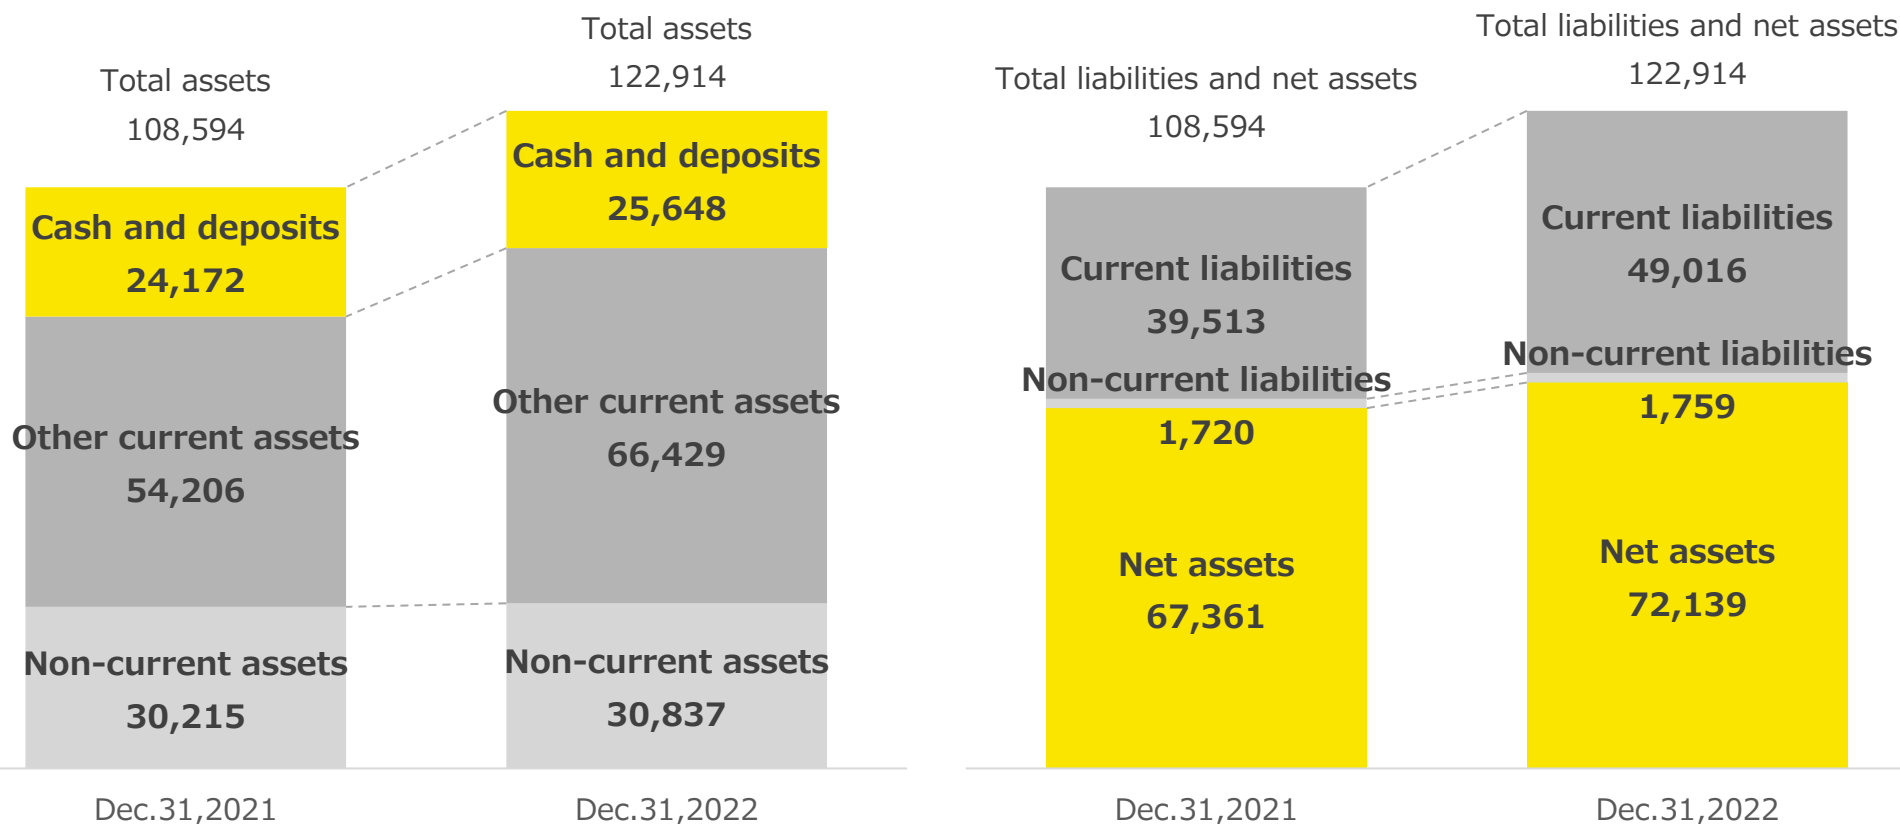 Total assets
108,594
Cash and deposits
24,172
Other current assets
54,206
Non-current assets
30,215
Dec.31,2021
Total assets
122,914
Cash and deposits
25,648
Other current assets
66,429
Non-current assets
30,837
Dec.31,2022
Total liabilities and net assets
108,594
Current liabilities
39,513
Non-current liabilities
1,720
Net assets
67,361
Dec.31,2021
Total liabilities and net assets
122,914
Current liabilities
49,016
Non-current liabilities
1,759
Net assets
72,139
Dec.31,2022